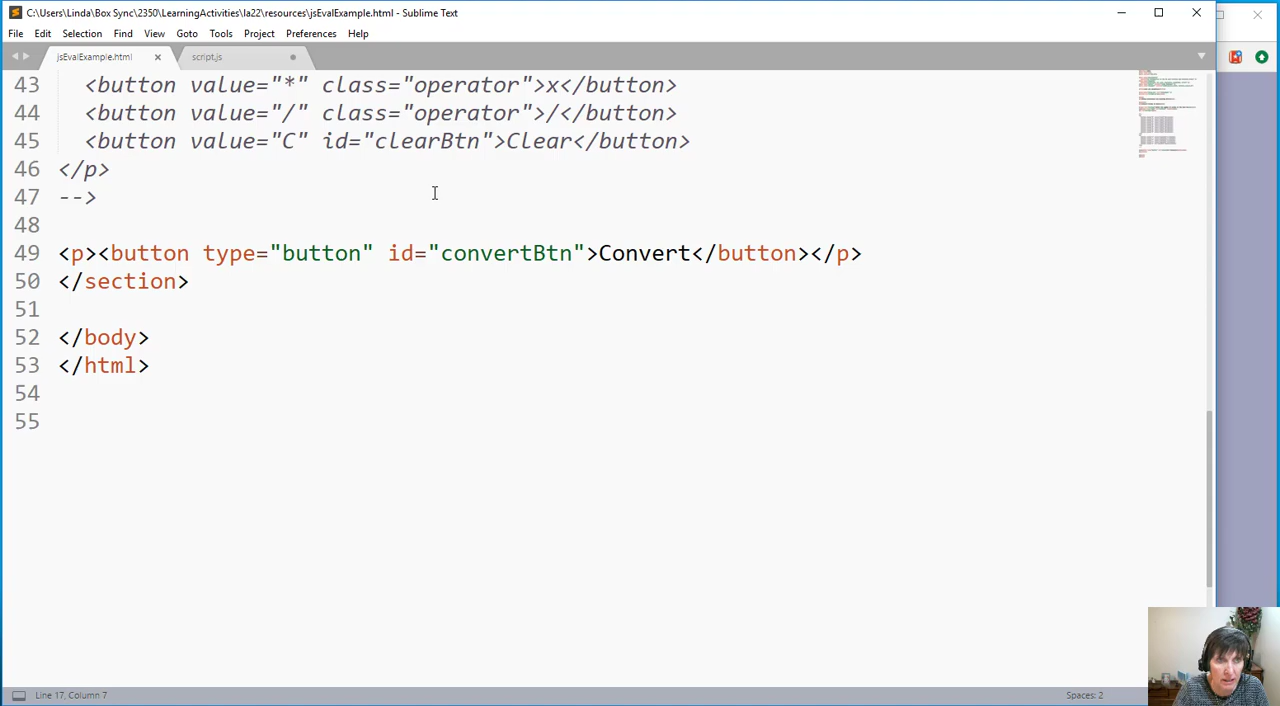 C:\Users\Linda\Box Sync\2350\LearningActivities\la22\resources\jsEvalExample.html - Sublime Text
File Edit Selection Find View Goto Tools Project Preferences Help
jsEvalExample.html script.js
43 <button value="*" class="operator">x</button>
44 <button value="/" class="operator">/</button>
45 <button value="C" id="clearBtn">Clear</button>
46 </p>
47 -->
48
49 <p><button type="button" id="convertBtn">Convert</button></p>
50 </section>
51
52 </body>
53 </html>
54
55
Line 17, Column 7 Spaces: 2